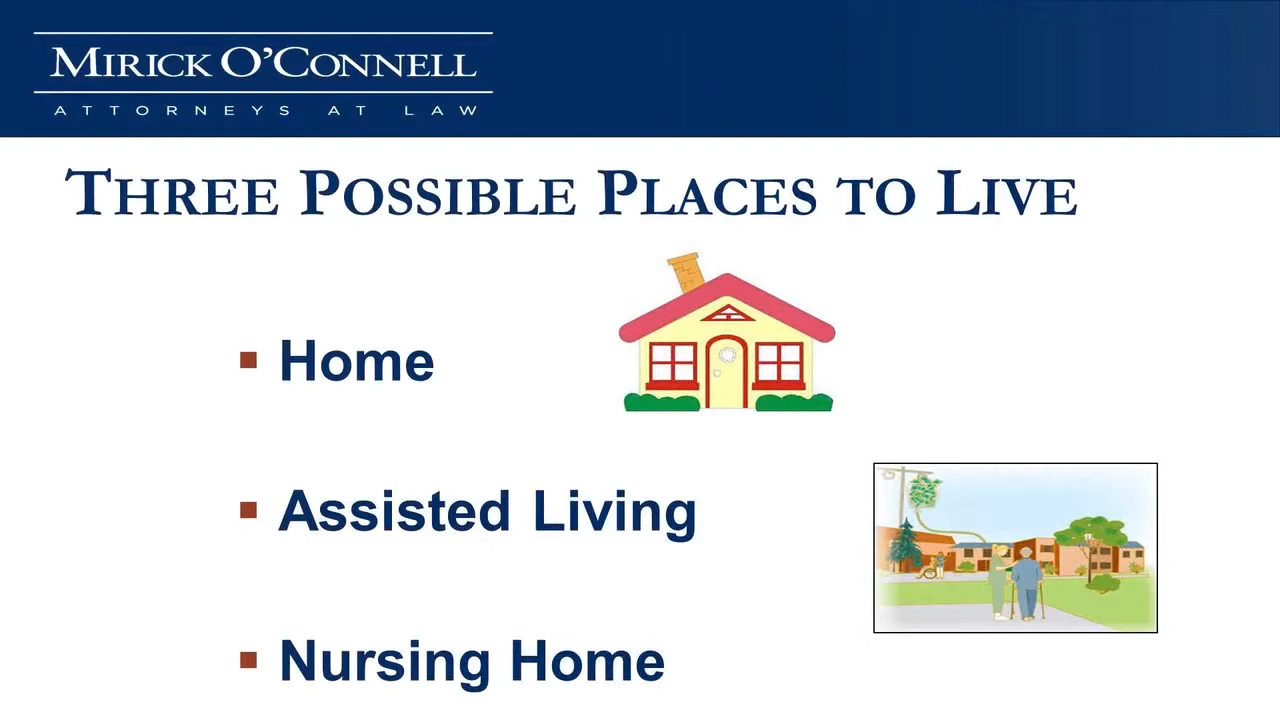 MIRICK O'CONNELL
ATTORNEYS AT LAW
THREE POSSIBLE PLACES TO LIVE
▪ Home
▪ Assisted Living
▪ Nursing Home